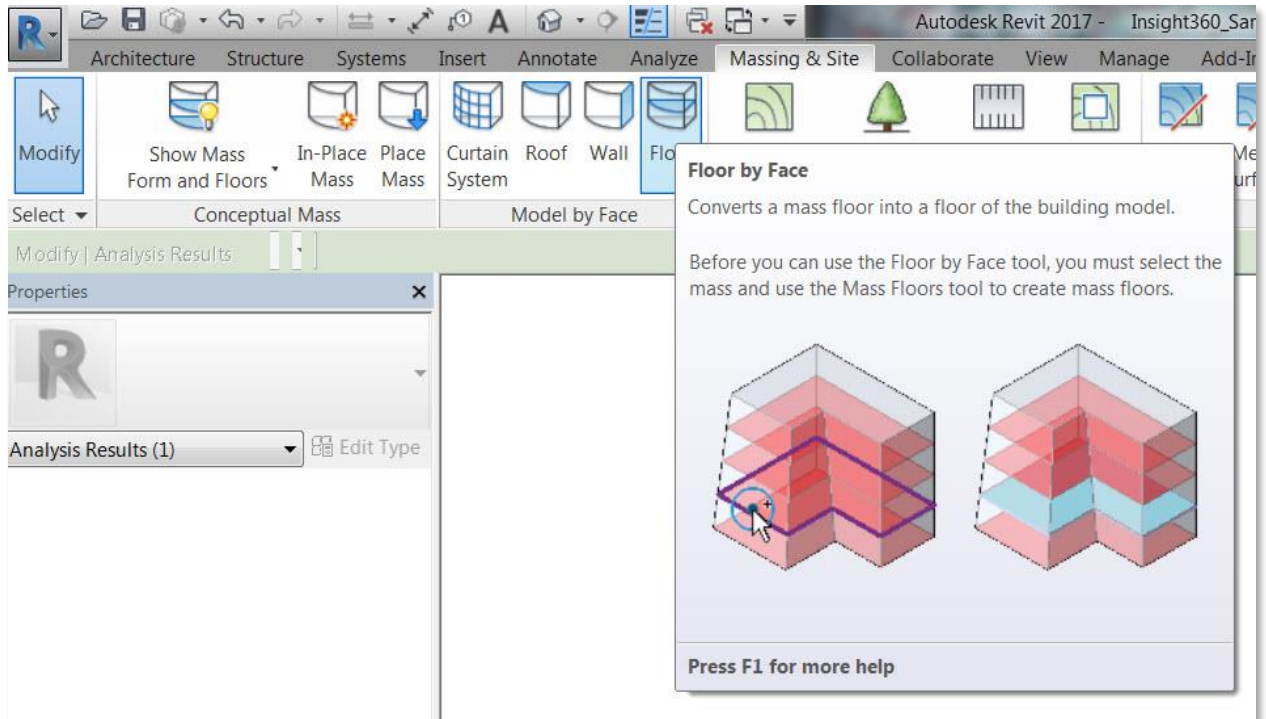 Autodesk Revit 2017 - Insight360_Sar
Architecture Structure Systems Insert Annotate Analyze Massing & Site Collaborate View Manage Add-In
Modify
Show Mass Form and Floors
In-Place Mass
Place Mass
Curtain System
Roof
Wall
Flo
Me
urf
Select
Conceptual Mass
Model by Face
Modify | Analysis Results
Properties
R
Analysis Results (1)
Edit Type
Floor by Face
Converts a mass floor into a floor of the building model.
Before you can use the Floor by Face tool, you must select the
mass and use the Mass Floors tool to create mass floors.
Press F1 for more help